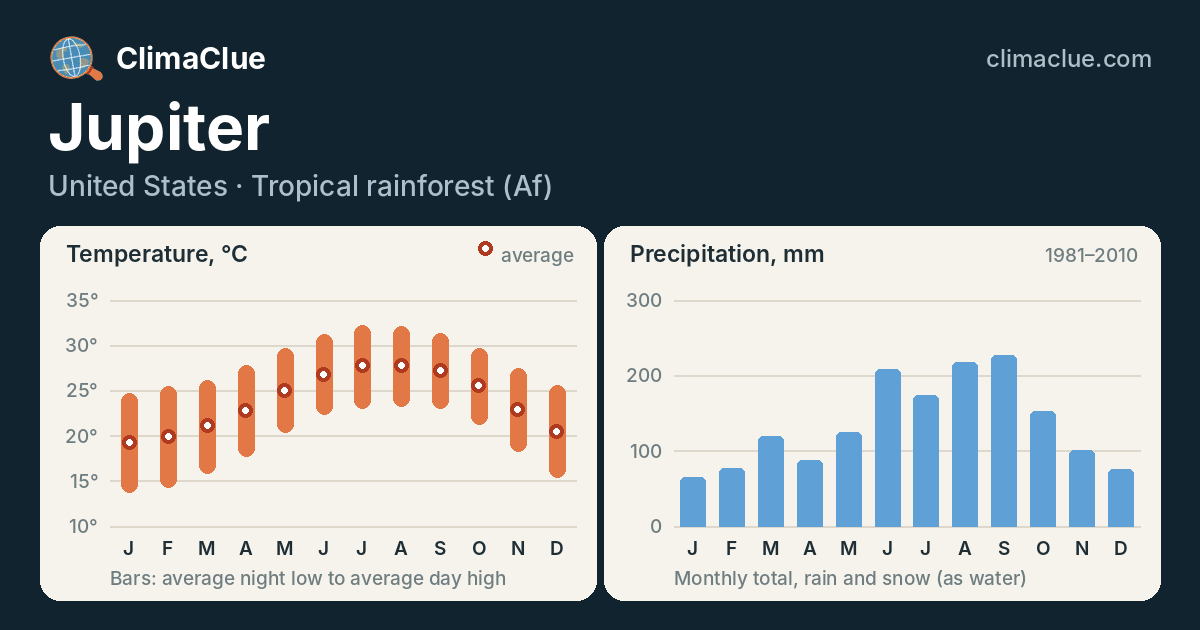 ClimaClue
climaclue.com
Jupiter
United States · Tropical rainforest (Af)
Temperature, °C
average
35°
30°
25°
20°
15°
10°
J F M A M J J A S O N D
Bars: average night low to average day high
Precipitation, mm
1981–2010
300
200
100
0
J F M A M J J A S O N D
Monthly total, rain and snow (as water)